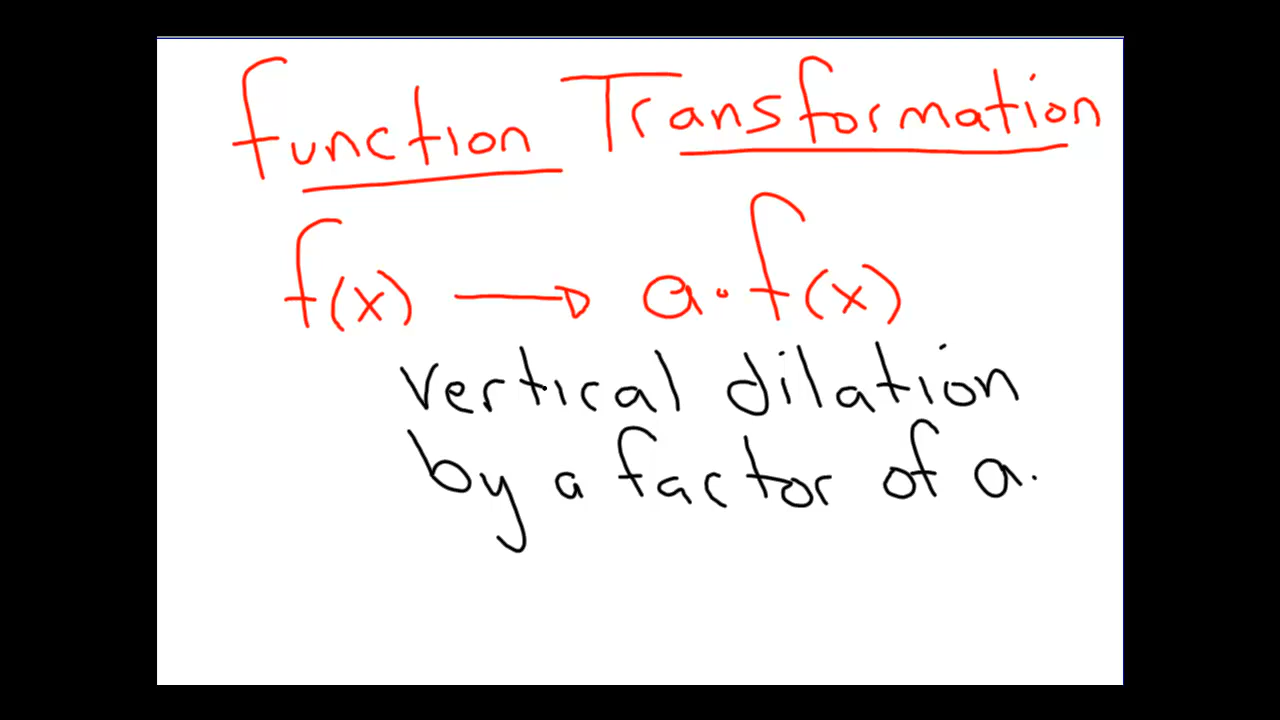 function Transformation
f(x) → a·f(x)
vertical dilation
by a factor of a.